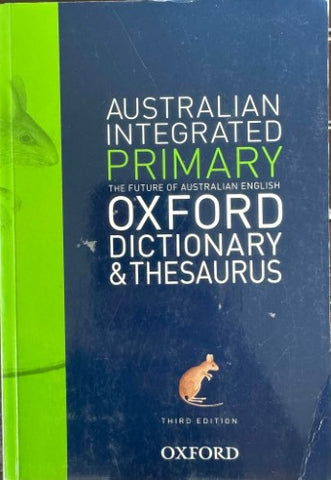 AUSTRALIAN
INTEGRATED
PRIMARY
THE FUTURE OF AUSTRALIAN ENGLISH
OXFORD
DICTIONARY
& THESAURUS
THIRD EDITION
OXFORD